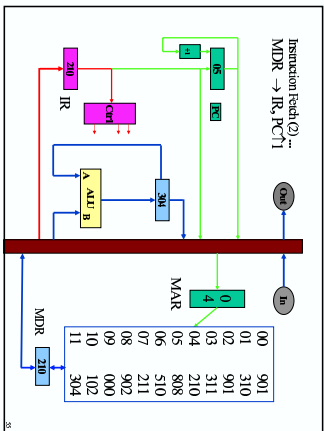 Instruction Fetch (2)...
MDR → IR, PC↑1
+1
05
PC
210
IR
Ctrl
304
A ALU B
Out
In
MAR
0 4
00 901
01 310
02 901
03 311
04 210
05 808
06 510
07 211
08 902
09 000
10 102
11 304
MDR
210